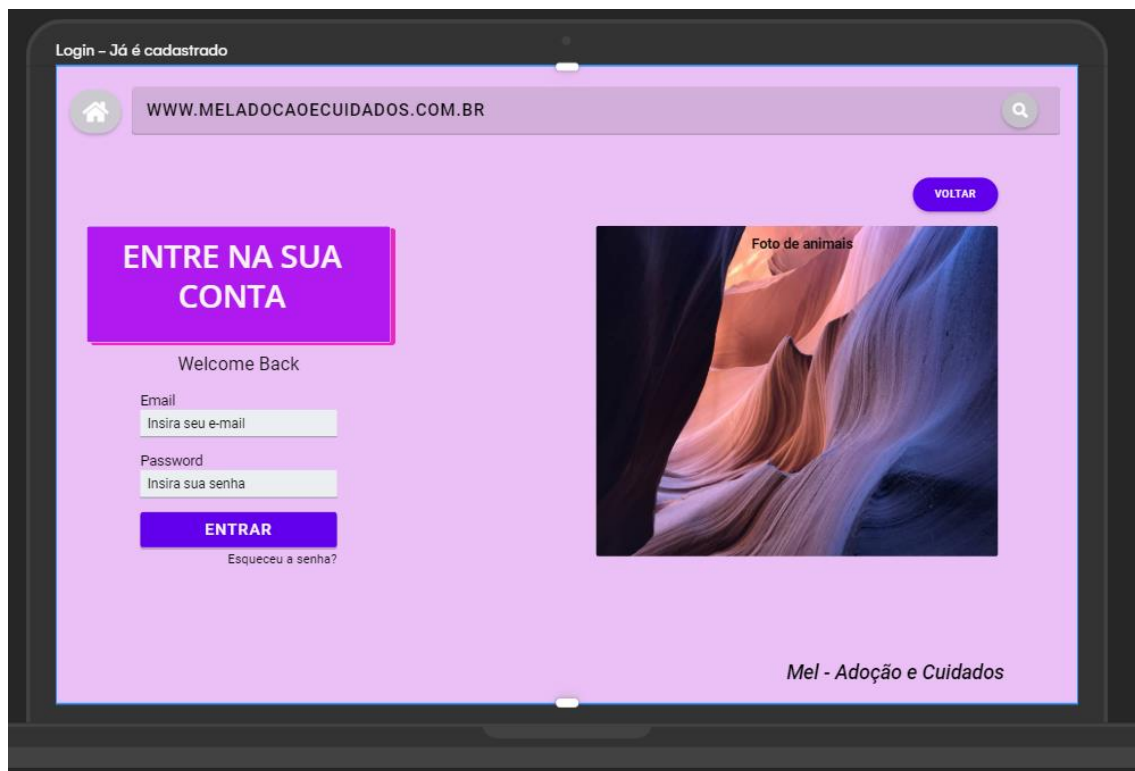 Login – Já é cadastrado
WWW.MELADOCAOECUIDADOS.COM.BR
VOLTAR
ENTRE NA SUA
CONTA
Foto de animais
Welcome Back
Email
Insira seu e-mail
Password
Insira sua senha
ENTRAR
Esqueceu a senha?
Mel - Adoção e Cuidados